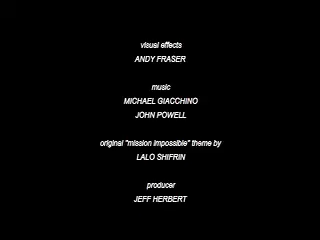 visual effects
ANDY FRASER
music
MICHAEL GIACCHINO
JOHN POWELL
original "mission impossible" theme by
LALO SHIFRIN
producer
JEFF HERBERT